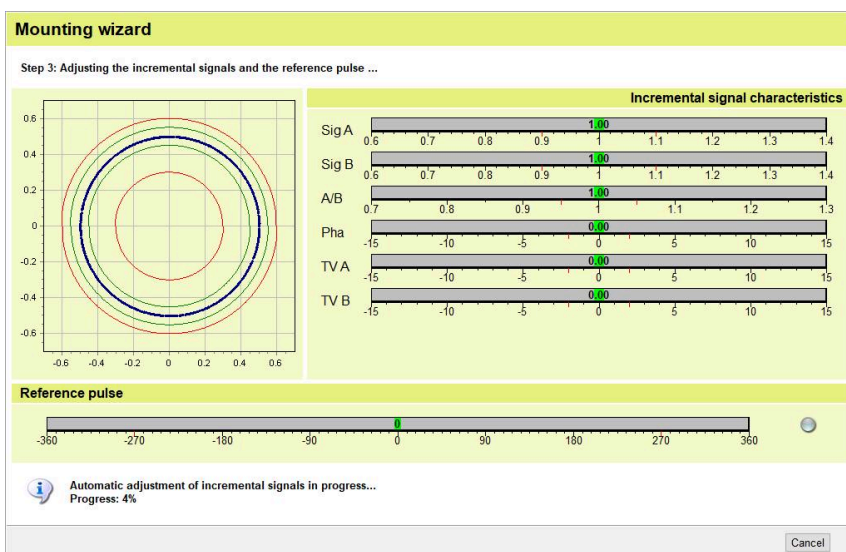 Mounting wizard
Step 3: Adjusting the incremental signals and the reference pulse ...
Incremental signal characteristics
0.6
0.4
0.2
0
-0.2
-0.4
-0.6
-0.6 -0.4 -0.2 0 0.2 0.4 0.6
Sig A 1.00
0.6 0.7 0.8 0.9 1 1.1 1.2 1.3 1.4
Sig B 1.00
0.6 0.7 0.8 0.9 1 1.1 1.2 1.3 1.4
A/B 1.00
0.7 0.8 0.9 1 1.1 1.2 1.3
Pha 0.00
-15 -10 -5 0 5 10 15
TV A 0.00
-15 -10 -5 0 5 10 15
TV B 0.00
-15 -10 -5 0 5 10 15
Reference pulse
0
-360 -270 -180 -90 0 90 180 270 360
Automatic adjustment of incremental signals in progress...
Progress: 4%
Cancel